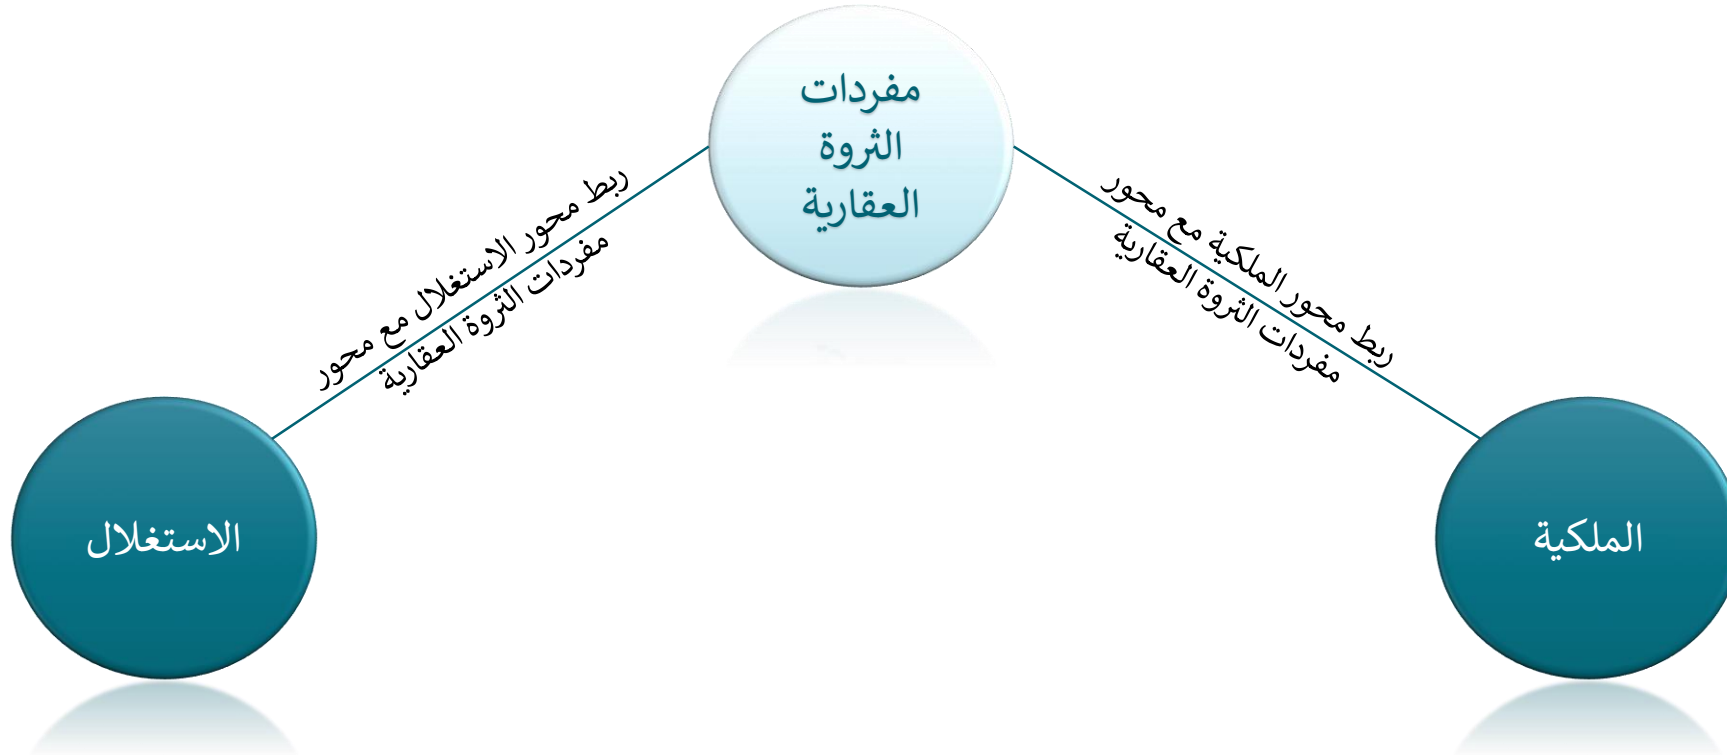 مفردات
الثروة
العقارية
ربط محور الملكية مع محور
مفردات الثروة العقارية
ربط محور الاستغلال مع محور
مفردات الثروة العقارية
الملكية
الاستغلال